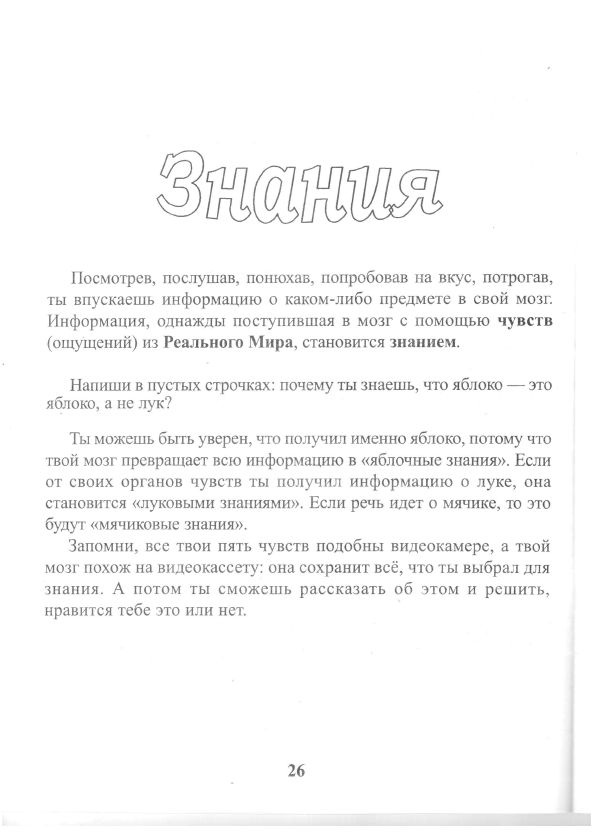 Знания
Посмотрев, послушав, понюхав, попробовав на вкус, потрогав,
ты впускаешь информацию о каком-либо предмете в свой мозг.
Информация, однажды поступившая в мозг с помощью чувств
(ощущений) из Реального Мира, становится знанием.
Напиши в пустых строчках: почему ты знаешь, что яблоко — это
яблоко, а не лук?
Ты можешь быть уверен, что получил именно яблоко, потому что
твой мозг превращает всю информацию в «яблочные знания». Если
от своих органов чувств ты получил информацию о луке, она
становится «луковыми знаниями». Если речь идет о мячике, то это
будут «мячиковые знания».
Запомни, все твои пять чувств подобны видеокамере, а твой
мозг похож на видеокассету: она сохранит всё, что ты выбрал для
знания. А потом ты сможешь рассказать об этом и решить,
нравится тебе это или нет.
26